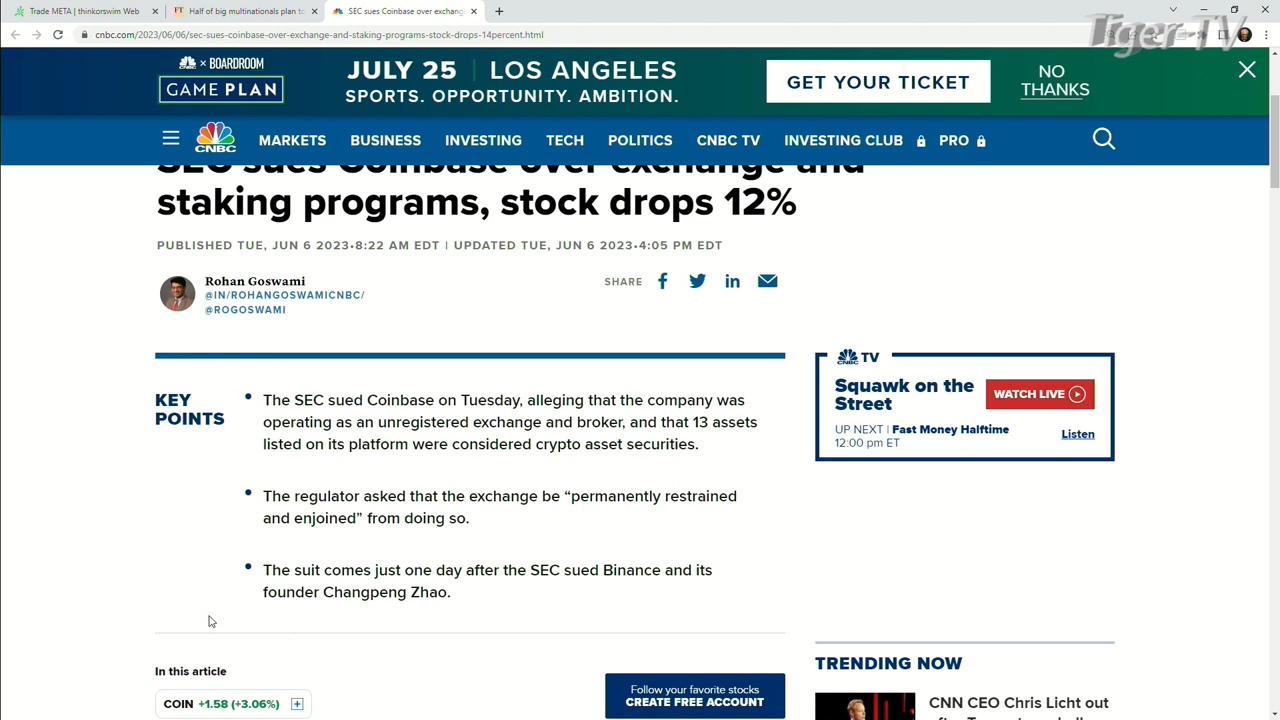 Trade META | thinkorswim Web
Half of big multinationals plan to
SEC sues Coinbase over exchang
Tiger-TV
cnbc.com/2023/06/06/sec-sues-coinbase-over-exchange-and-staking-programs-stock-drops-14percent.html
× BOARDROOM
GAME PLAN
JULY 25 | LOS ANGELES
SPORTS. OPPORTUNITY. AMBITION.
GET YOUR TICKET
NO
THANKS
CNBC
MARKETS BUSINESS INVESTING TECH POLITICS CNBC TV INVESTING CLUB PRO
SEC sues Coinbase over exchange and
staking programs, stock drops 12%
PUBLISHED TUE, JUN 6 2023•8:22 AM EDT | UPDATED TUE, JUN 6 2023•4:05 PM EDT
Rohan Goswami
@IN/ROHANGOSWAMICNBC/
@ROGOSWAMI
SHARE
KEY
POINTS
The SEC sued Coinbase on Tuesday, alleging that the company was
operating as an unregistered exchange and broker, and that 13 assets
listed on its platform were considered crypto asset securities.
The regulator asked that the exchange be “permanently restrained
and enjoined” from doing so.
The suit comes just one day after the SEC sued Binance and its
founder Changpeng Zhao.
In this article
COIN +1.58 (+3.06%)
Follow your favorite stocks
CREATE FREE ACCOUNT
CNBC TV
Squawk on the
Street
WATCH LIVE
UP NEXT | Fast Money Halftime
12:00 pm ET
Listen
TRENDING NOW
CNN CEO Chris Licht out